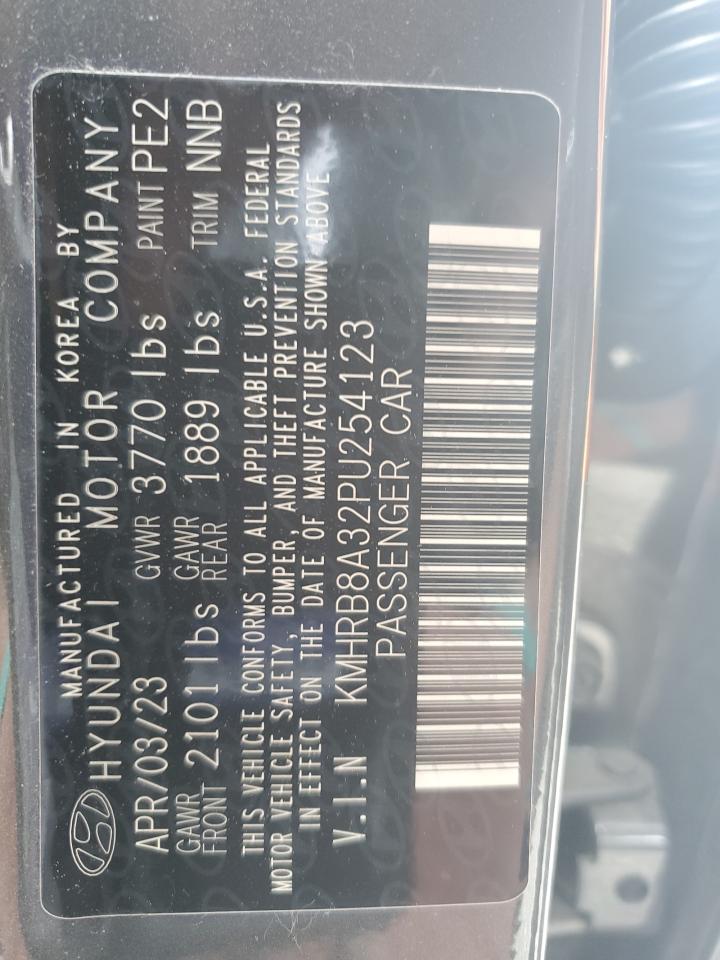 MANUFACTURED IN KOREA BY
HYUNDAI MOTOR COMPANY
APR/03/23 GVWR 3770 lbs PAINT PE2
GAWR FRONT 2101 lbs GAWR REAR 1889 lbs TRIM NNB
THIS VEHICLE CONFORMS TO ALL APPLICABLE U.S.A. FEDERAL
MOTOR VEHICLE SAFETY, BUMPER, AND THEFT PREVENTION STANDARDS
IN EFFECT ON THE DATE OF MANUFACTURE SHOWN ABOVE
V.I.N KMHRB8A32PU254123
PASSENGER CAR